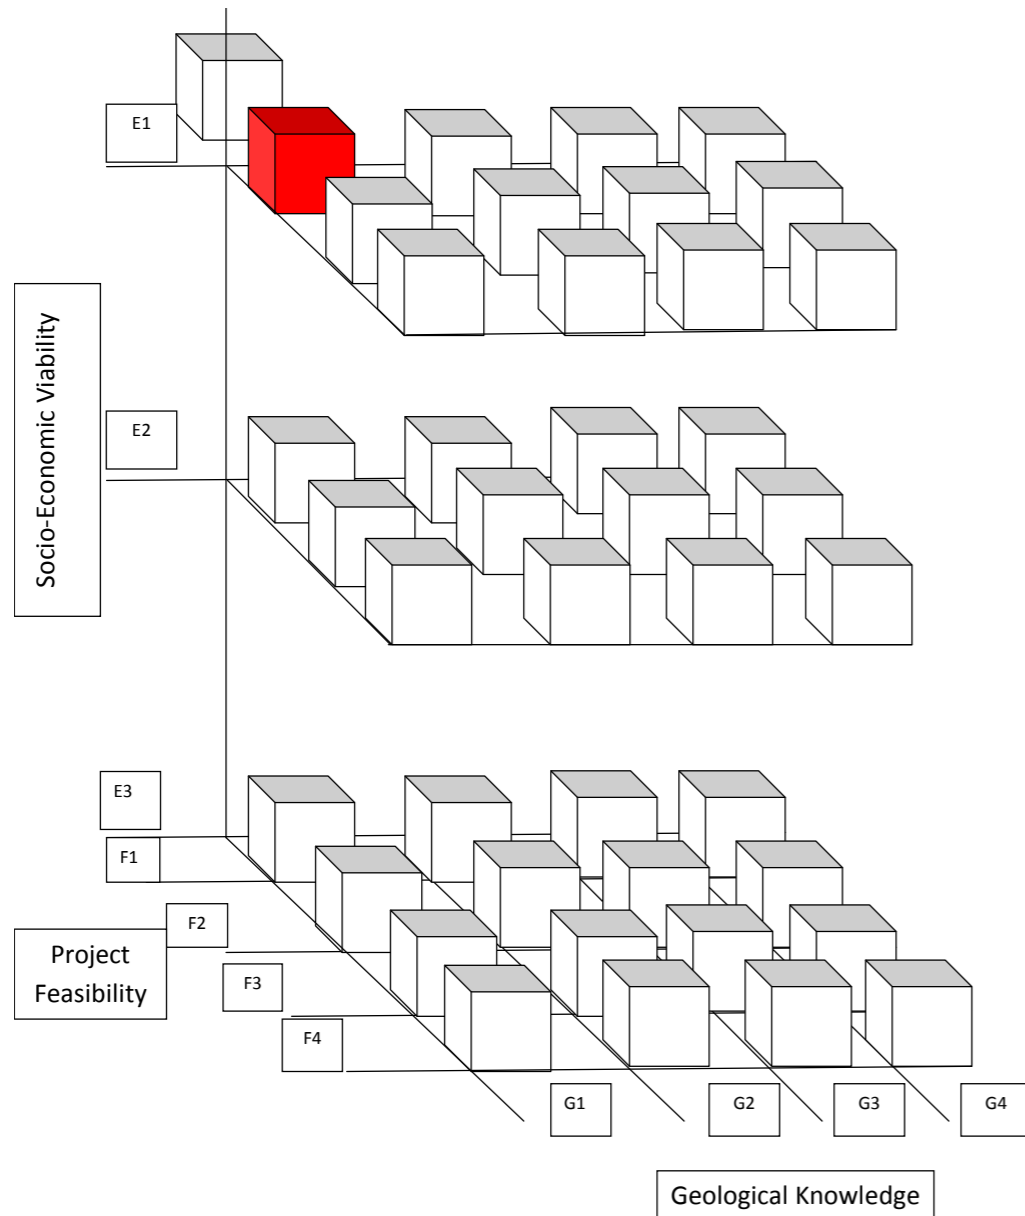 E1
Socio-Economic Viability
E2
E3
F1
F2
Project
Feasibility
F3
F4
G1
G2
G3
G4
Geological Knowledge